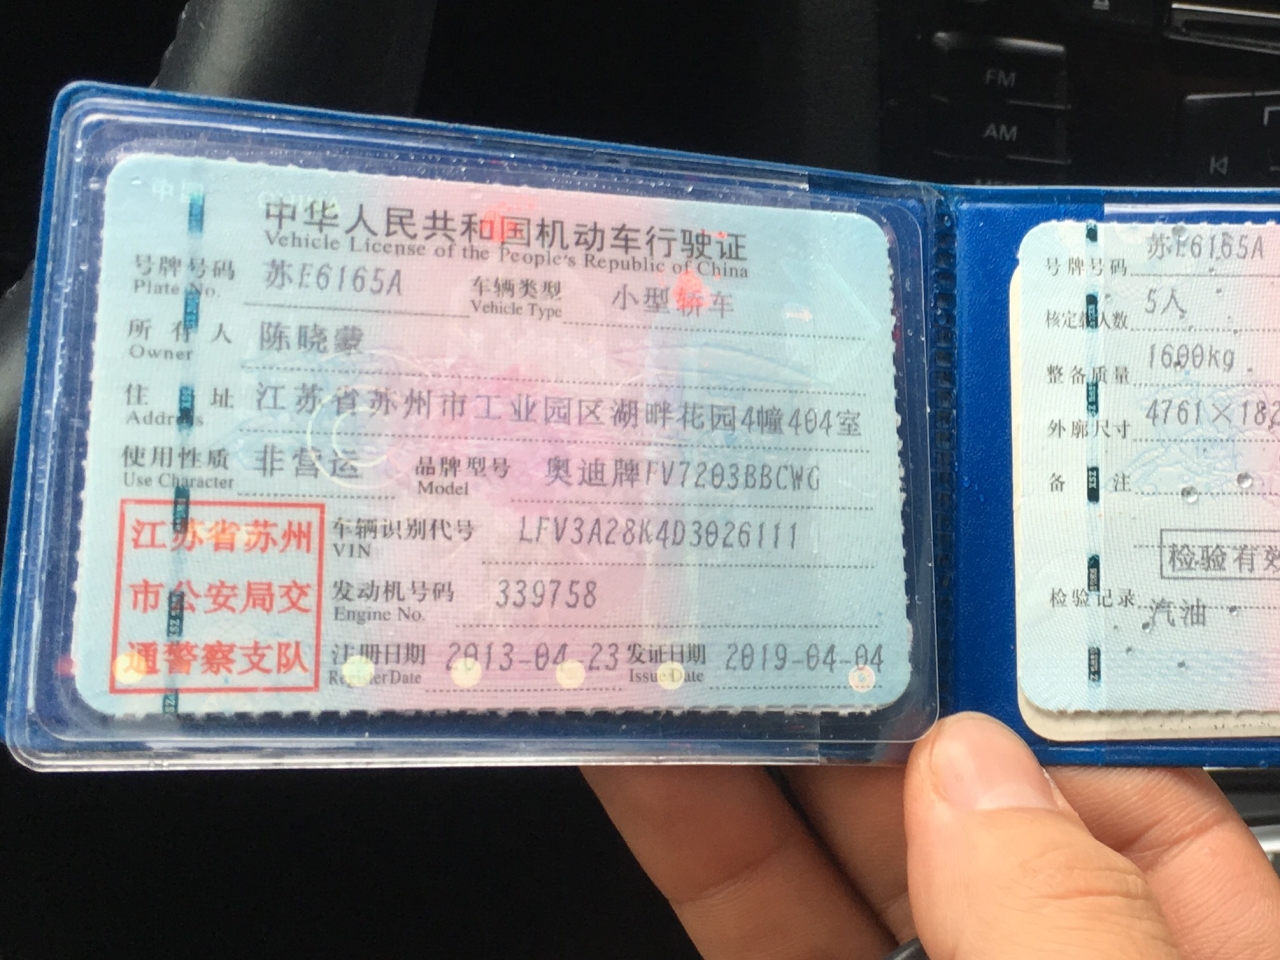 FM
AM
中国 CHINA
中华人民共和国机动车行驶证
Vehicle License of the People's Republic of China
号牌号码 苏E6165A 车辆类型 小型轿车
Plate No. Vehicle Type
所有人 陈晓蒙
Owner
住址 江苏省苏州市工业园区湖畔花园4幢404室
Address
使用性质 非营运 品牌型号 奥迪牌FV7203BBCWG
Use Character Model
江苏省苏州
市公安局交
通警察支队
车辆识别代号 LFV3A28K4D3026111
VIN
发动机号码 339758
Engine No.
注册日期 2013-04-23 发证日期 2019-04-04
Register Date Issue Date
号牌号码 苏E6165A
核定载人数 5人
整备质量 1600kg
外廓尺寸 4761×18
备注
检验有效
检验记录 汽油